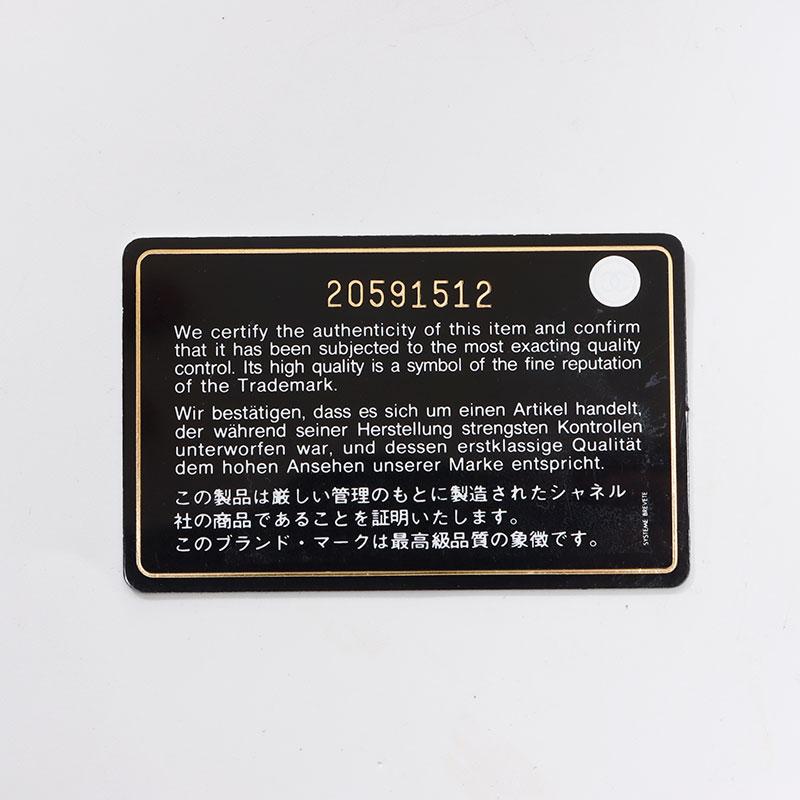 20591512
We certify the authenticity of this item and confirm
that it has been subjected to the most exacting quality
control. Its high quality is a symbol of the fine reputation
of the Trademark.
Wir bestätigen, dass es sich um einen Artikel handelt,
der während seiner Herstellung strengsten Kontrollen
unterworfen war, und dessen erstklassige Qualität
dem hohen Ansehen unserer Marke entspricht.
この製品は厳しい管理のもとに製造されたシャネル
社の商品であることを証明いたします。
このブランド・マークは最高級品質の象徴です。
SYSTEME BREVETE